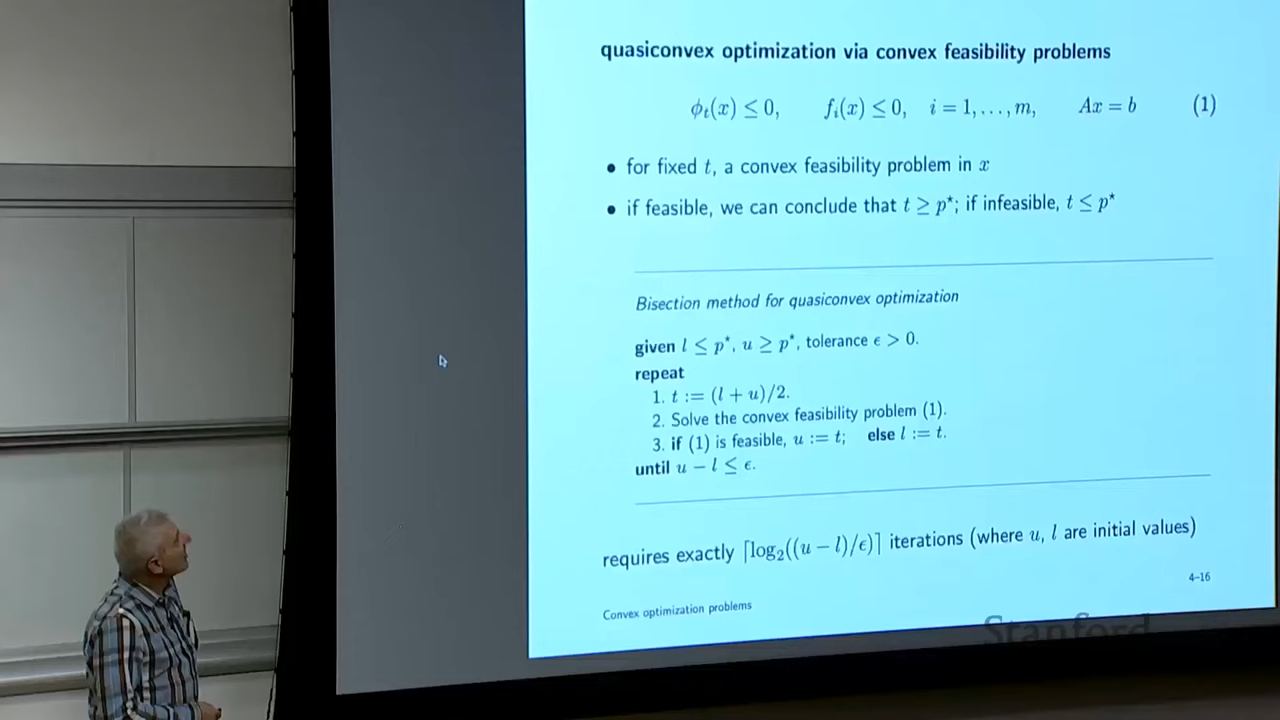 quasiconvex optimization via convex feasibility problems
ϕₜ(x) ≤ 0, fᵢ(x) ≤ 0, i = 1, . . . , m, Ax = b (1)
• for fixed t, a convex feasibility problem in x
• if feasible, we can conclude that t ≥ p⋆; if infeasible, t ≤ p⋆
Bisection method for quasiconvex optimization
given l ≤ p⋆, u ≥ p⋆, tolerance ϵ > 0.
repeat
1. t := (l + u)/2.
2. Solve the convex feasibility problem (1).
3. if (1) is feasible, u := t; else l := t.
until u − l ≤ ϵ.
requires exactly ⌈log₂((u − l)/ϵ)⌉ iterations (where u, l are initial values)
4–16
Convex optimization problems
Stanford